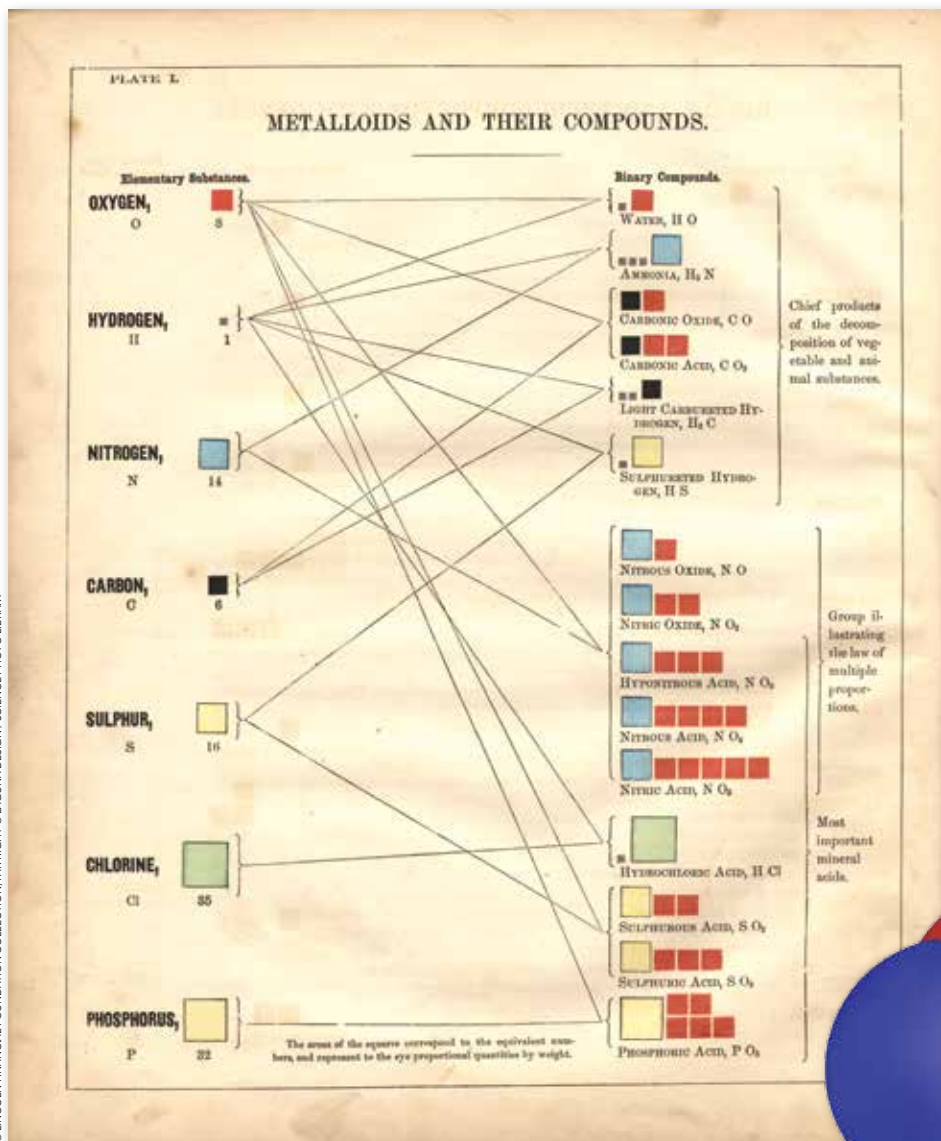 PLATE I.
METALLOIDS AND THEIR COMPOUNDS.
Elementary Substances.
OXYGEN,
O 8
HYDROGEN,
H 1
NITROGEN,
N 14
CARBON,
C 6
SULPHUR,
S 16
CHLORINE,
Cl 35
PHOSPHORUS,
P 32
The areas of the square correspond to the equivalent num-
bers, and represent to the eye proportional quantities by weight.
Binary Compounds.
WATER, H O
AMMONIA, H₃ N
CARBONIC OXIDE, C O
CARBONIC ACID, C O₂
LIGHT CARBURETED HY-
DROGEN, H₂ C
SULPHURETED HYDRO-
GEN, H S
Chief products
of the decom-
position of veg-
etable and ani-
mal substances.
NITROUS OXIDE, N O
NITRIC OXIDE, N O₂
HYPONITROUS ACID, N O₃
NITROUS ACID, N O₄
NITRIC ACID, N O₅
Group il-
lustrating
the law of
multiple
propor-
tions.
HYDROCHLORIC ACID, H Cl
SULPHUROUS ACID, S O₂
SULPHURIC ACID, S O₃
PHOSPHORIC ACID, P O₅
Most
important
mineral
acids.